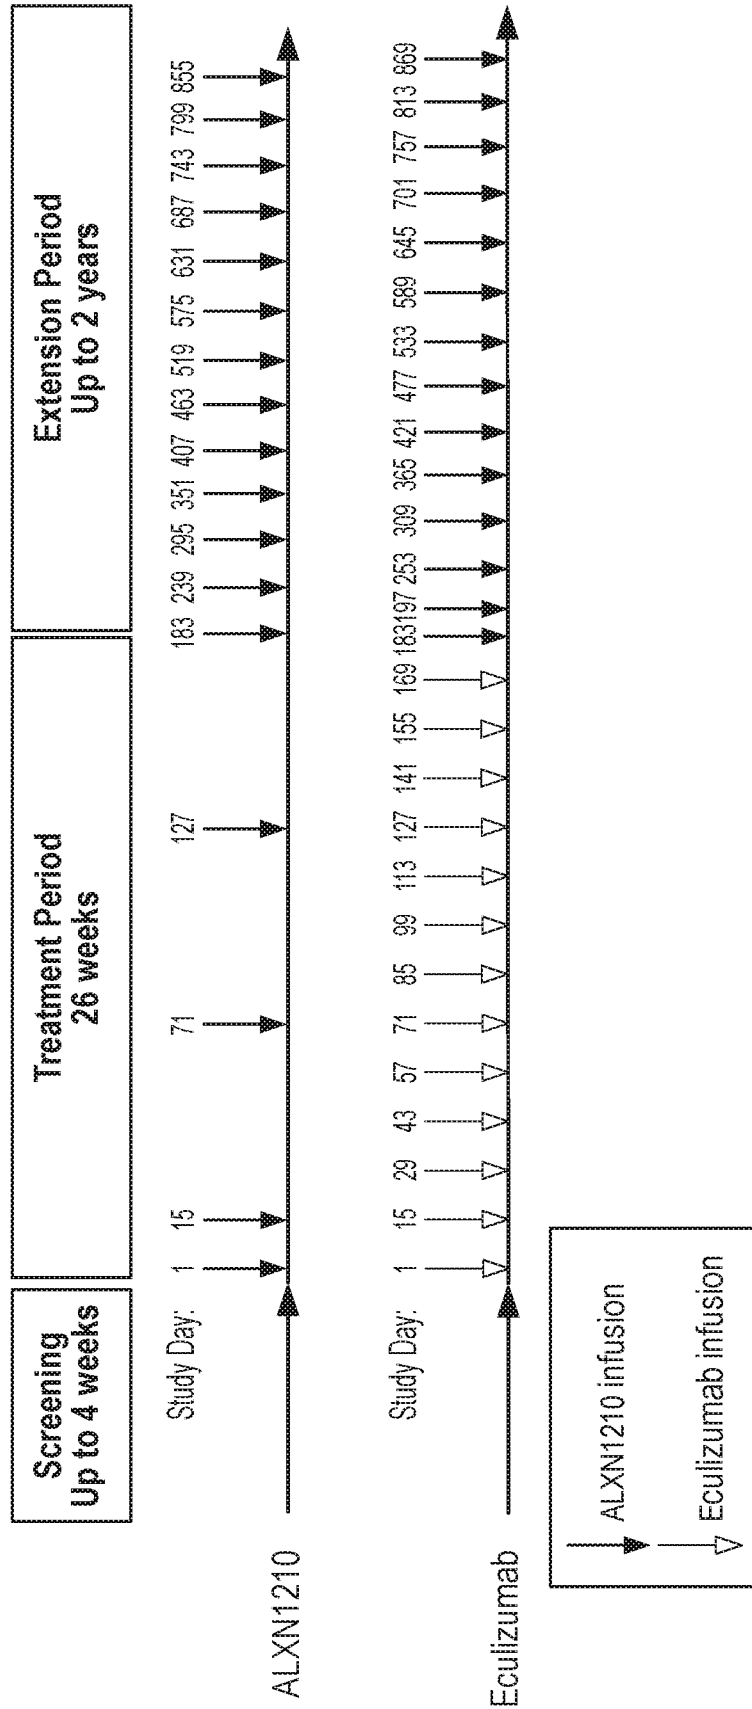 Screening
Up to 4 weeks
Treatment Period
26 weeks
Extension Period
Up to 2 years
Study Day: 1 15 71 127 183 239 295 351 407 463 519 575 631 687 743 799 855
ALXN1210
Study Day: 1 15 29 43 57 71 85 99 113 127 141 155 169 183 197 253 309 365 421 477 533 589 645 701 757 813 869
Eculizumab
ALXN1210 infusion
Eculizumab infusion